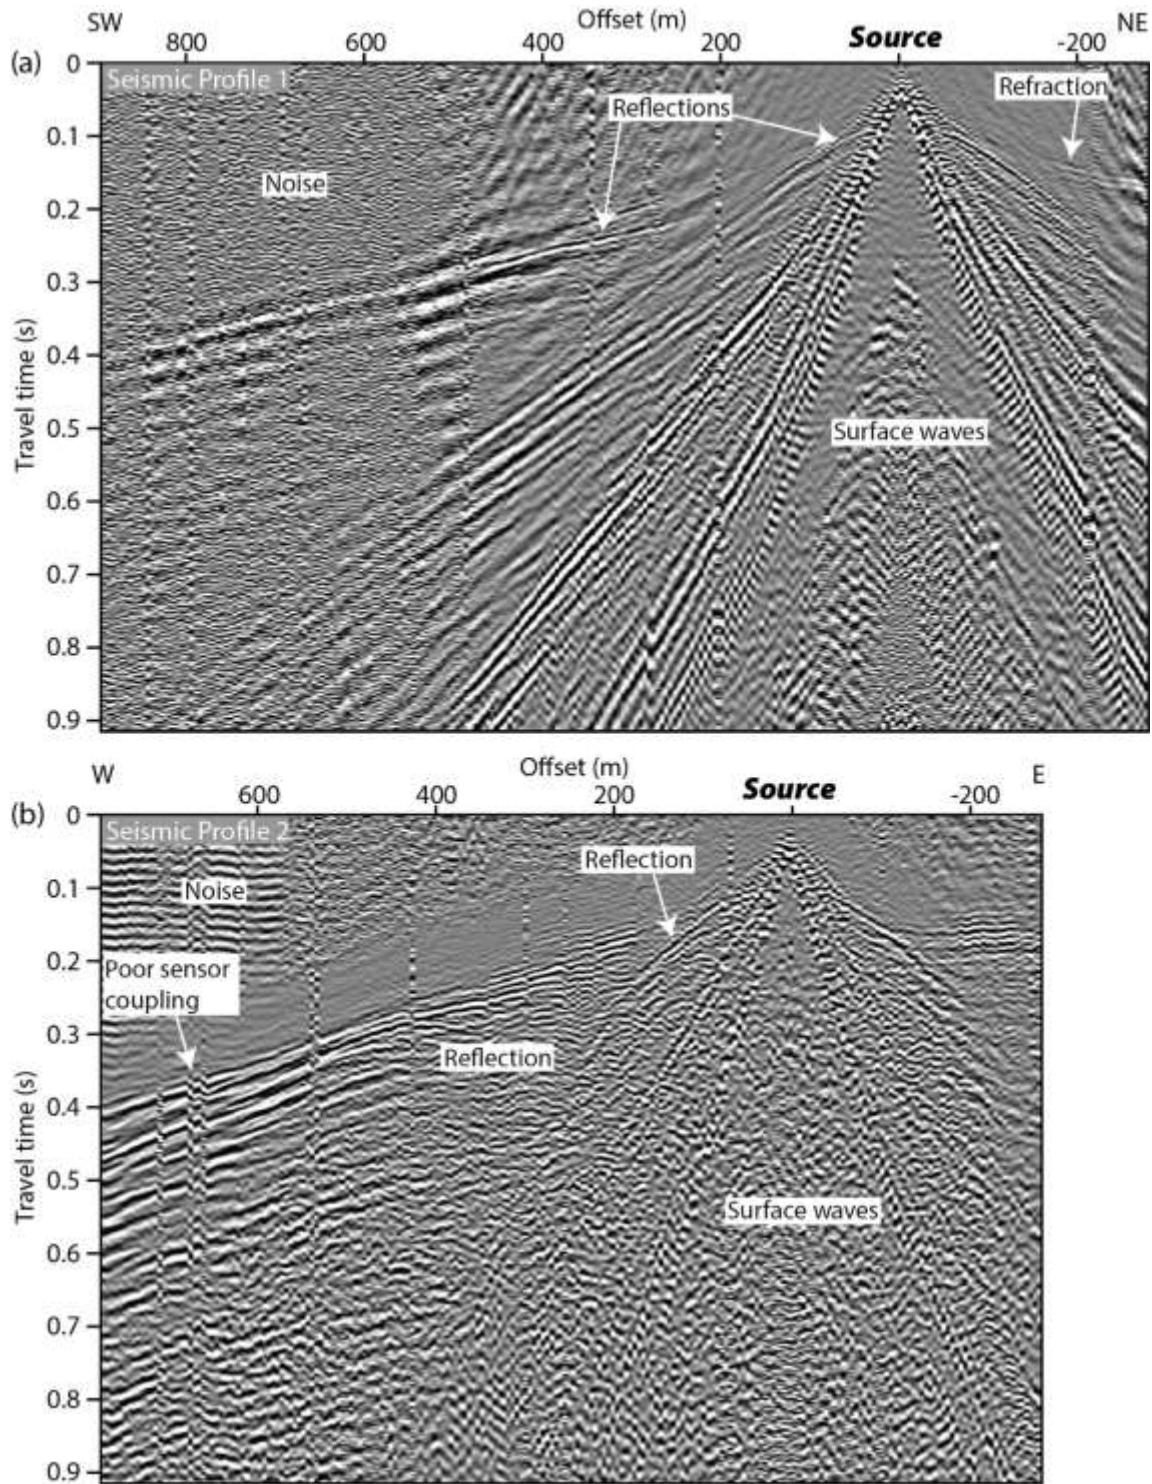 SW Offset (m) NE
800 600 400 200 Source -200
(a)
0
Seismic Profile 1
Refraction
Reflections
0.1
Noise
0.2
0.3
Travel time (s)
0.4
Surface waves
0.5
0.6
0.7
0.8
0.9
W Offset (m) E
600 400 200 Source -200
(b)
0
Seismic Profile 2
Reflection
0.1
Noise
0.2
Poor sensor
coupling
0.3
Reflection
Travel time (s)
0.4
0.5
Surface waves
0.6
0.7
0.8
0.9